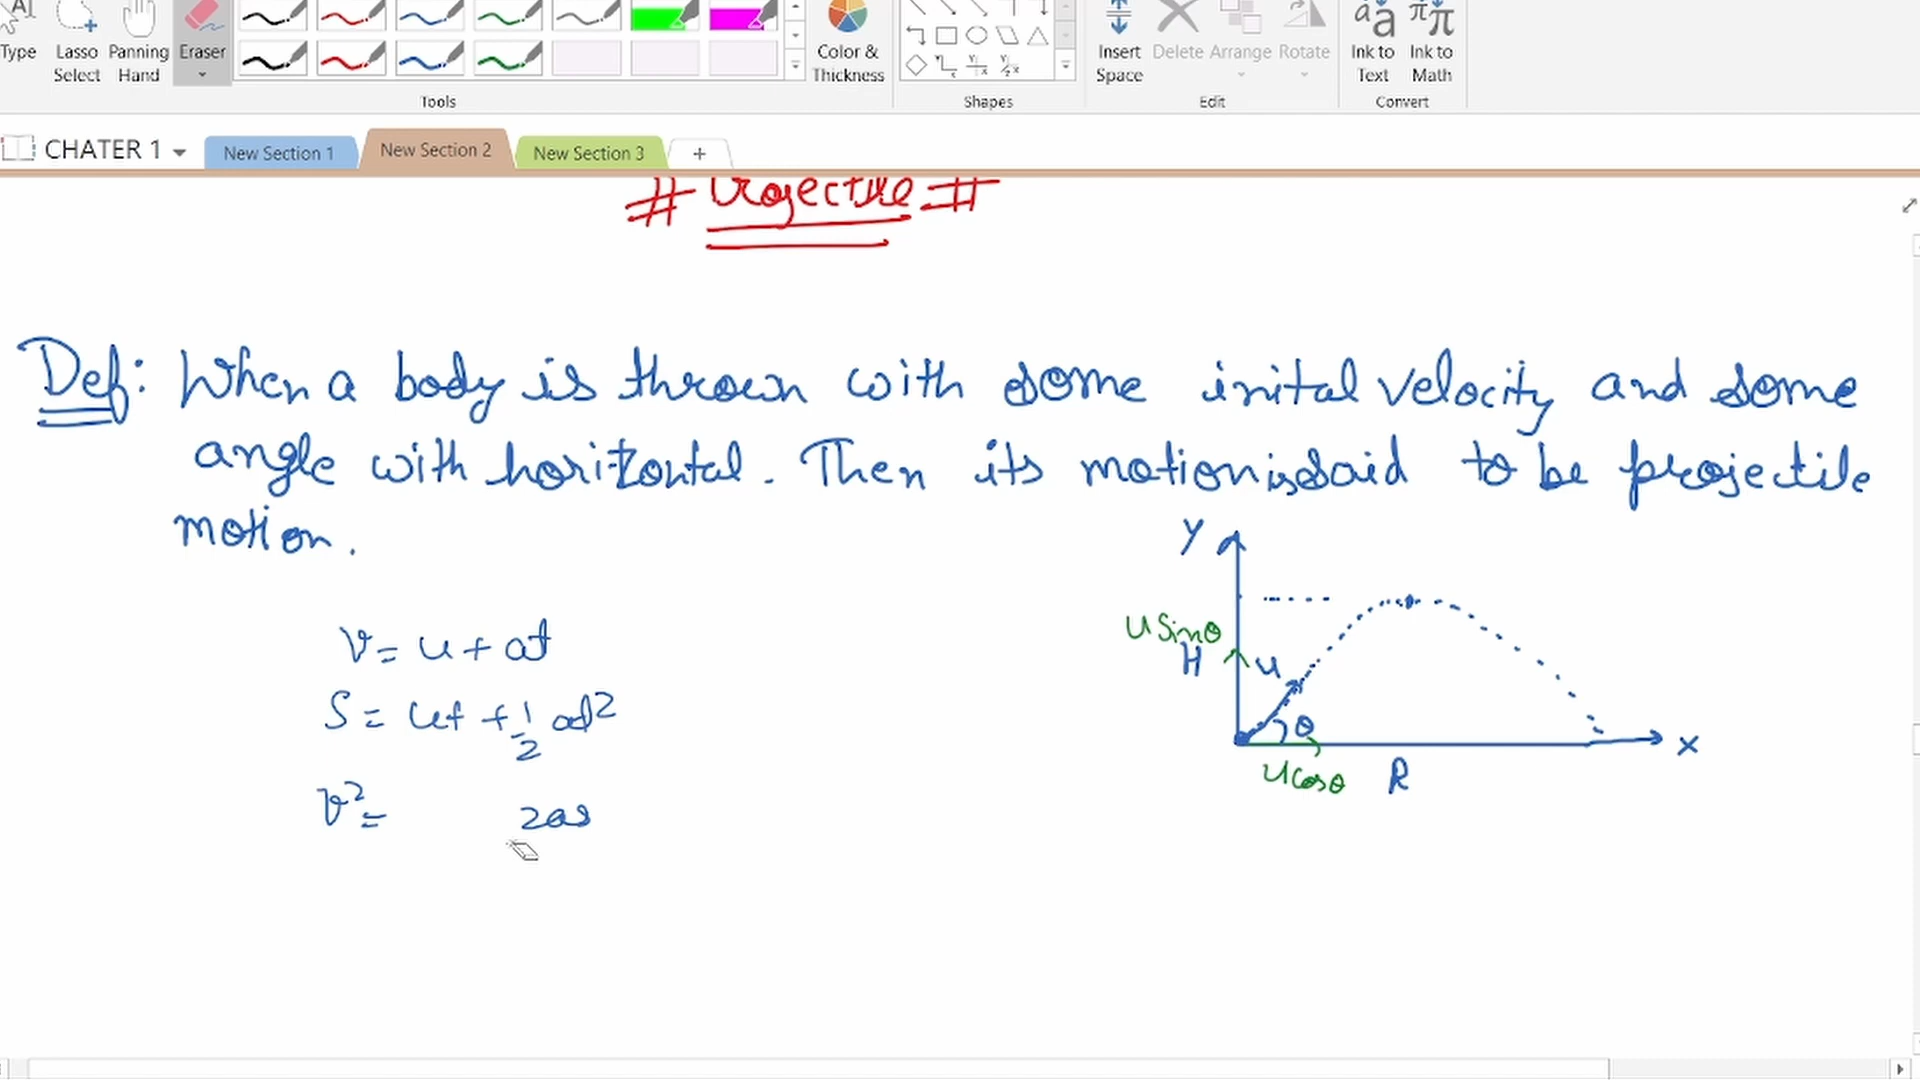 Type
Lasso Select
Panning Hand
Eraser
Color & Thickness
Insert Space
Delete
Arrange
Rotate
Ink to Text
Ink to Math
Tools
Shapes
Edit
Convert
CHATER 1
New Section 1
New Section 2
New Section 3
+
# Projectile #
Def: When a body is thrown with some inital velocity and some
angle with horizontal. Then its motion is said to be projectile
motion.
Y
u sinθ
H
u
θ
x
u cosθ
R
v = u + at
S = ut + 1/2 at²
v² = 2as